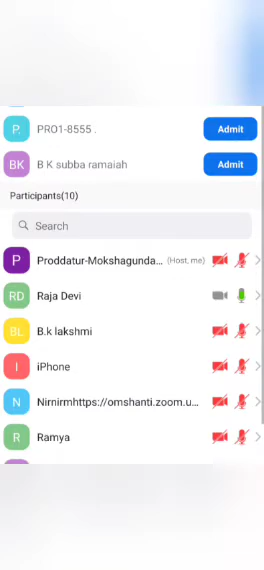 P. PRO1-8555 . Admit
BK B K subba ramaiah Admit
Participants(10)
Search
P Proddatur-Mokshagunda... (Host, me)
RD Raja Devi
BL B.k lakshmi
I iPhone
N Nirnirmhttps://omshanti.zoom.u...
R Ramya